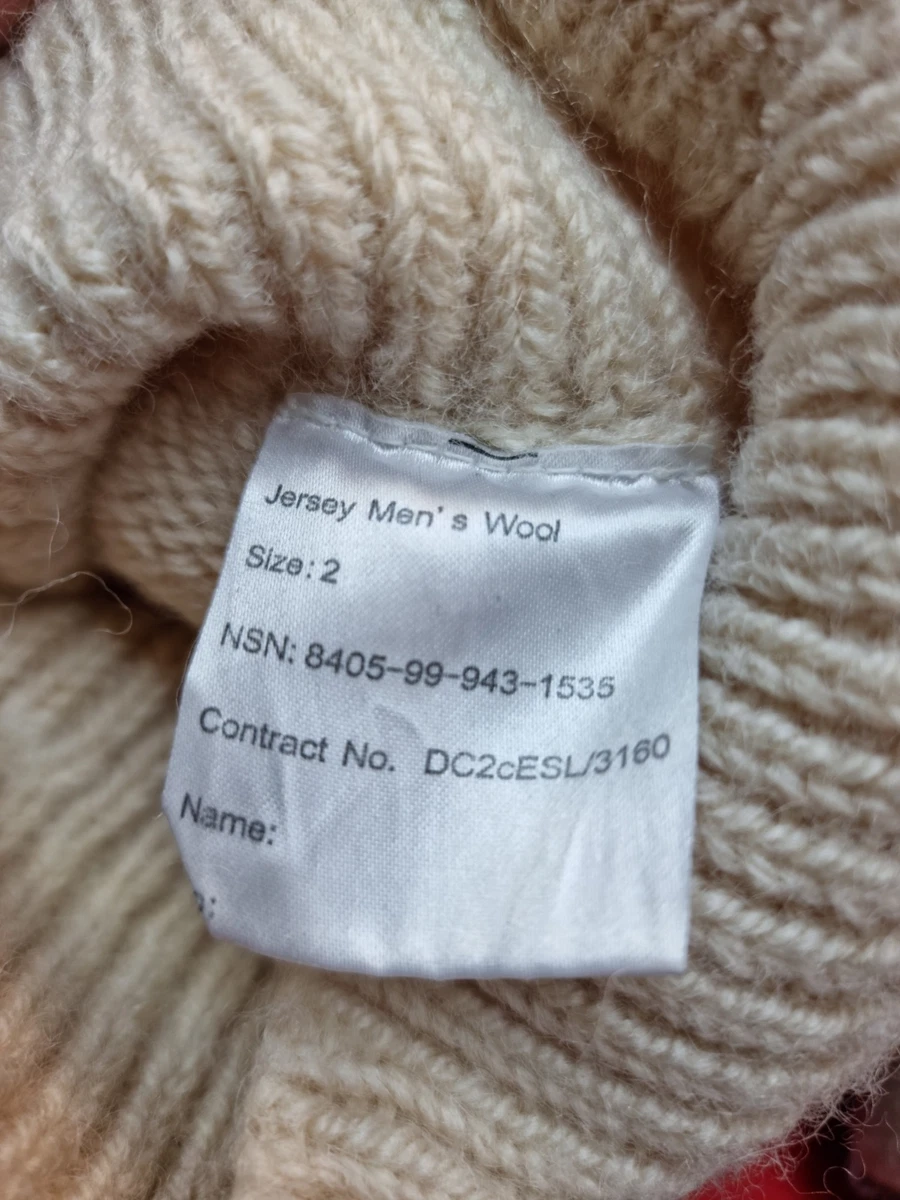 Jersey Men's Wool
Size: 2
NSN: 8405-99-943-1535
Contract No. DC2cESL/3160
Name: